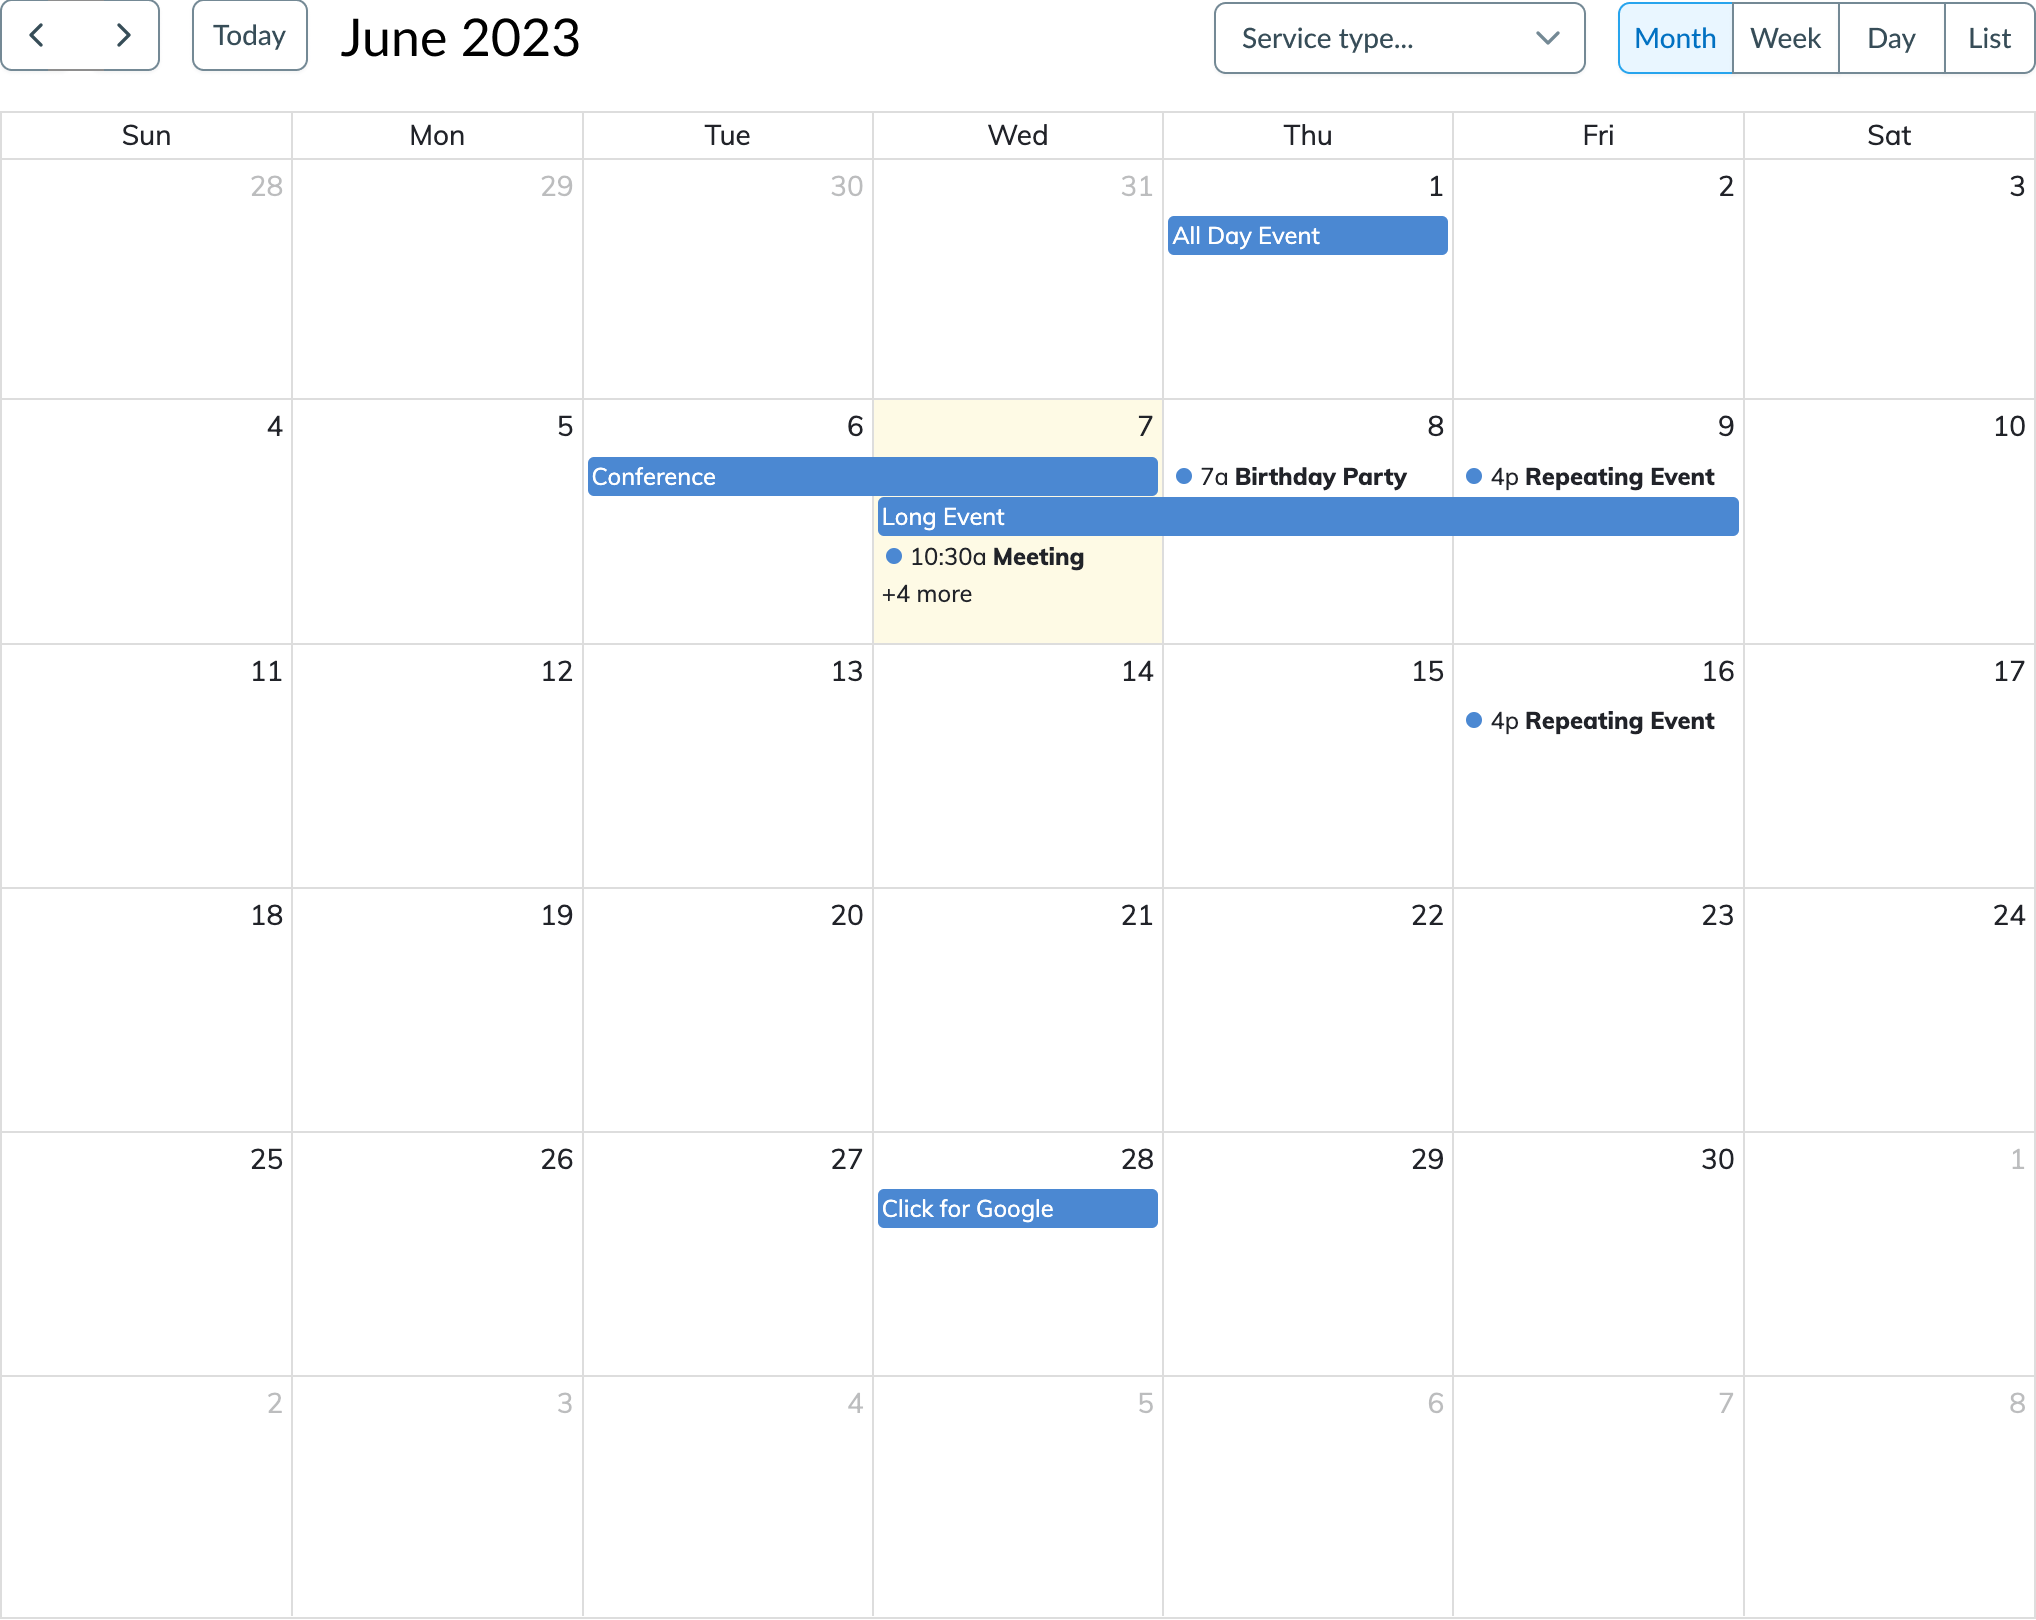 Today
June 2023
Service type...
Month Week Day List
Sun Mon Tue Wed Thu Fri Sat
28 29 30 31 1 2 3
All Day Event
4 5 6 7 8 9 10
Conference
7a Birthday Party
4p Repeating Event
Long Event
10:30a Meeting
+4 more
11 12 13 14 15 16 17
4p Repeating Event
18 19 20 21 22 23 24
25 26 27 28 29 30 1
Click for Google
2 3 4 5 6 7 8